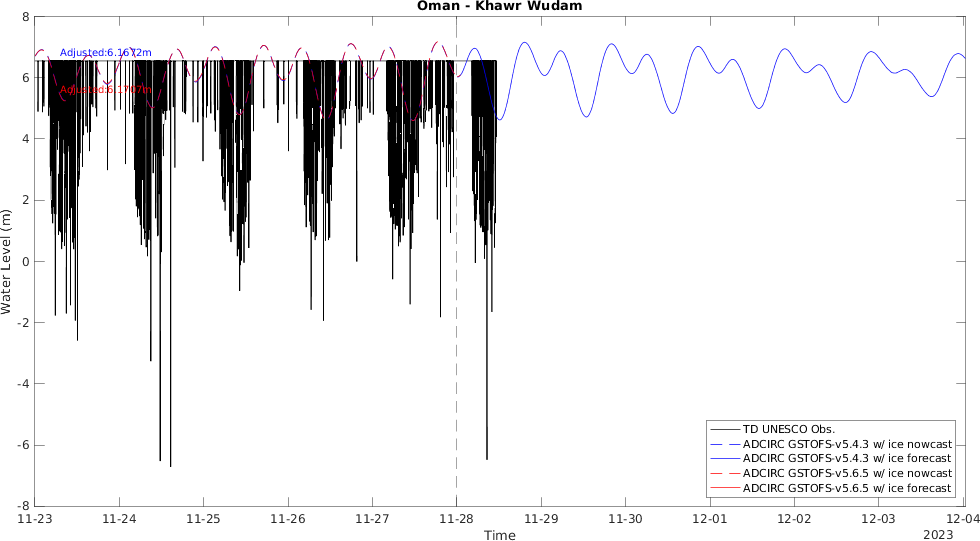 Oman - Khawr Wudam
Adjusted:6.1672m
Water Level (m)
8
6
4
2
0
-2
-4
-6
-8
TD UNESCO Obs.
ADCIRC GSTOFS-v5.4.3 w/ ice nowcast
ADCIRC GSTOFS-v5.4.3 w/ ice forecast
ADCIRC GSTOFS-v5.6.5 w/ ice nowcast
ADCIRC GSTOFS-v5.6.5 w/ ice forecast
11-23
11-24
11-25
11-26
11-27
11-28
11-29
11-30
12-01
12-02
12-03
12-04
Time
2023